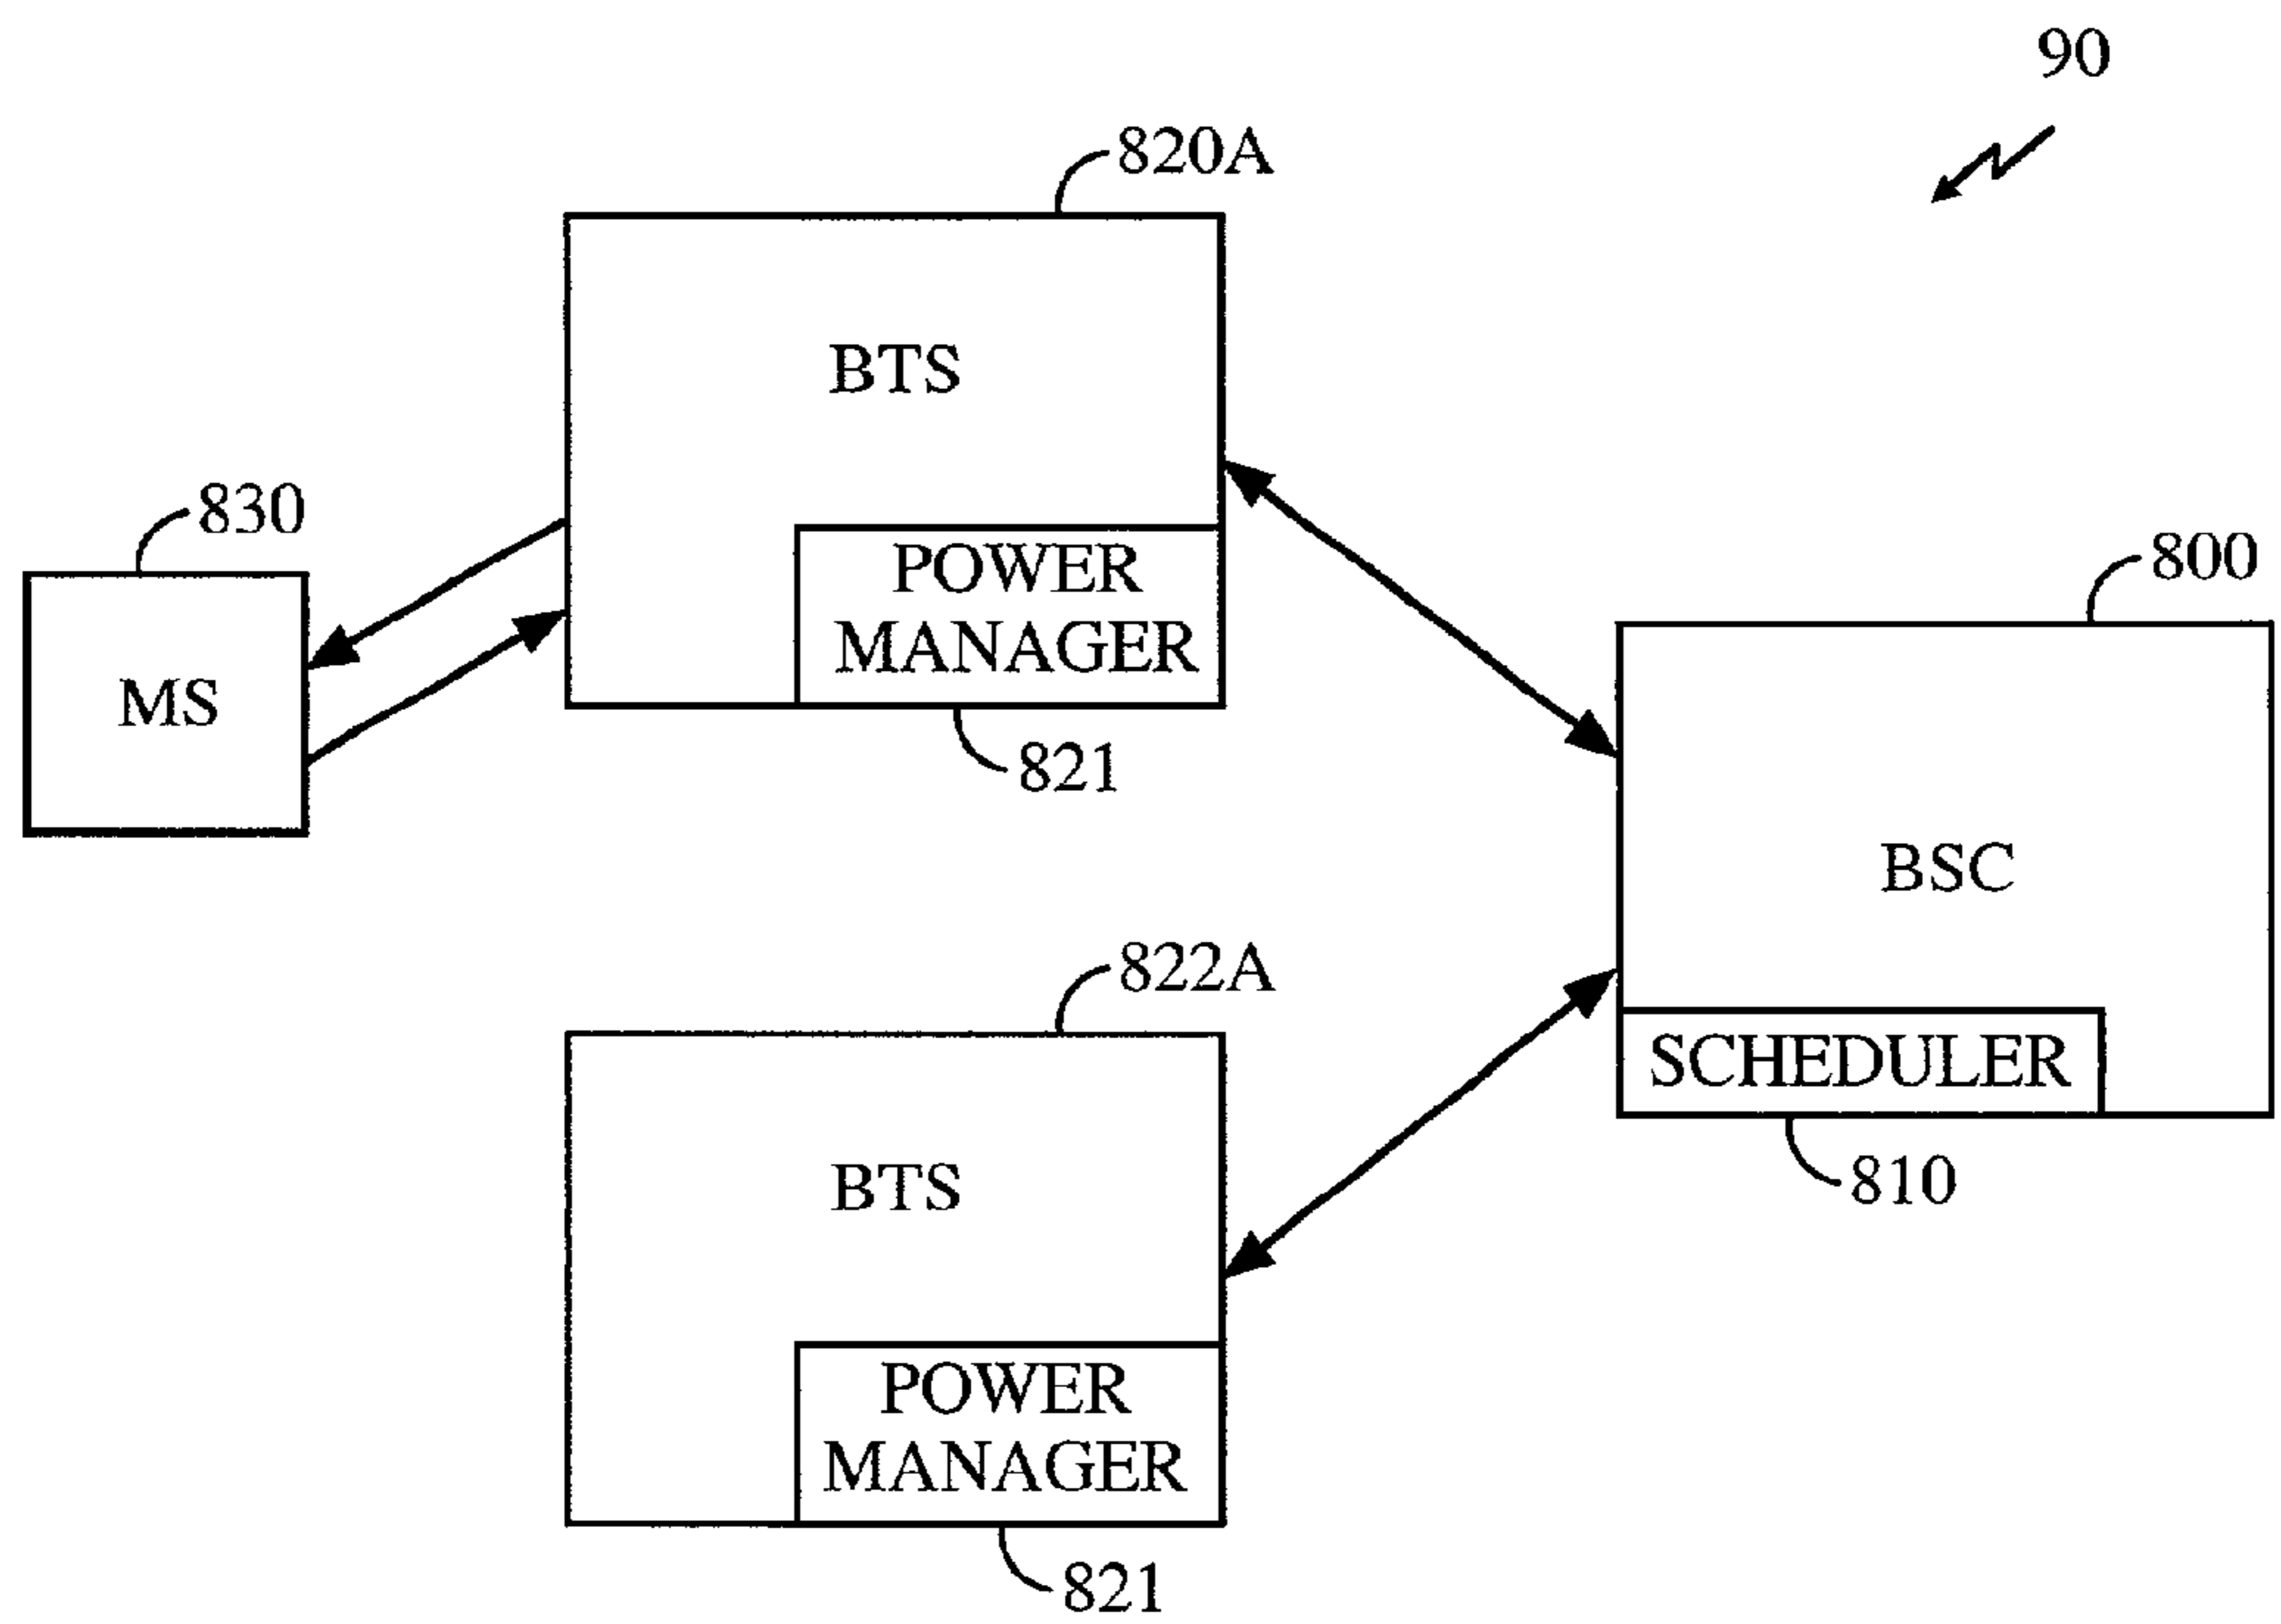 90
820A
BTS
830
POWER
MANAGER
800
MS
821
BSC
822A
SCHEDULER
BTS
810
POWER
MANAGER
821